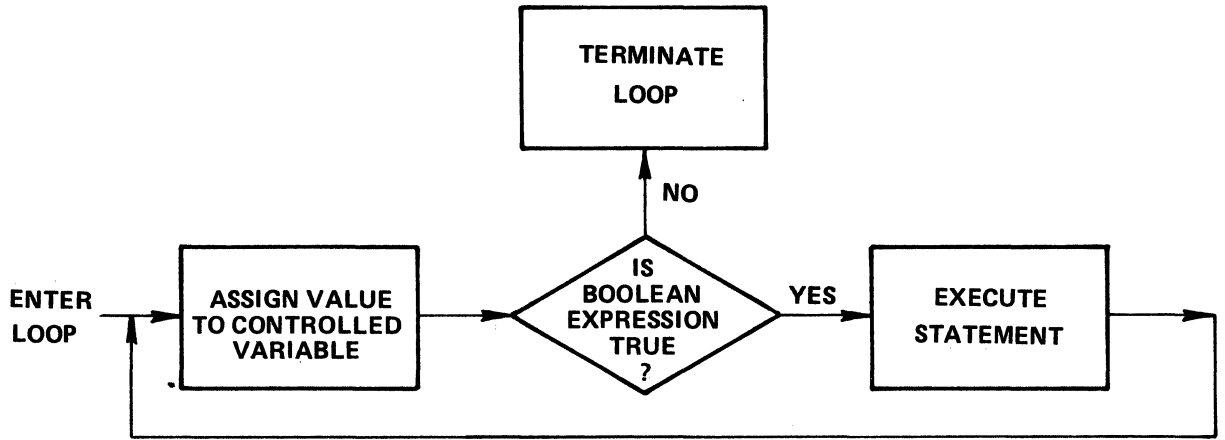 TERMINATE
LOOP
NO
ENTER
LOOP
ASSIGN VALUE
TO CONTROLLED
VARIABLE
IS
BOOLEAN
EXPRESSION
TRUE
?
YES
EXECUTE
STATEMENT